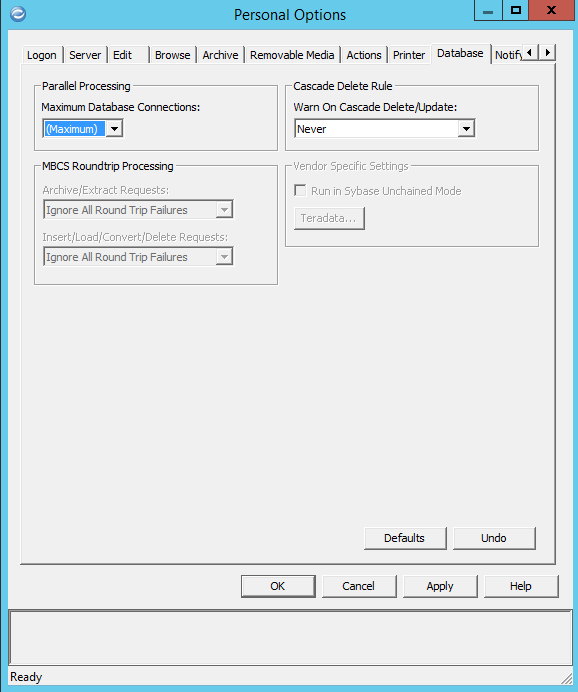 Personal Options
Logon Server Edit Browse Archive Removable Media Actions Printer Database Notify
Parallel Processing
Maximum Database Connections:
(Maximum)
Cascade Delete Rule
Warn On Cascade Delete/Update:
Never
MBCS Roundtrip Processing
Archive/Extract Requests:
Ignore All Round Trip Failures
Insert/Load/Convert/Delete Requests:
Ignore All Round Trip Failures
Vendor Specific Settings
Run in Sybase Unchained Mode
Teradata...
Defaults Undo
OK Cancel Apply Help
Ready